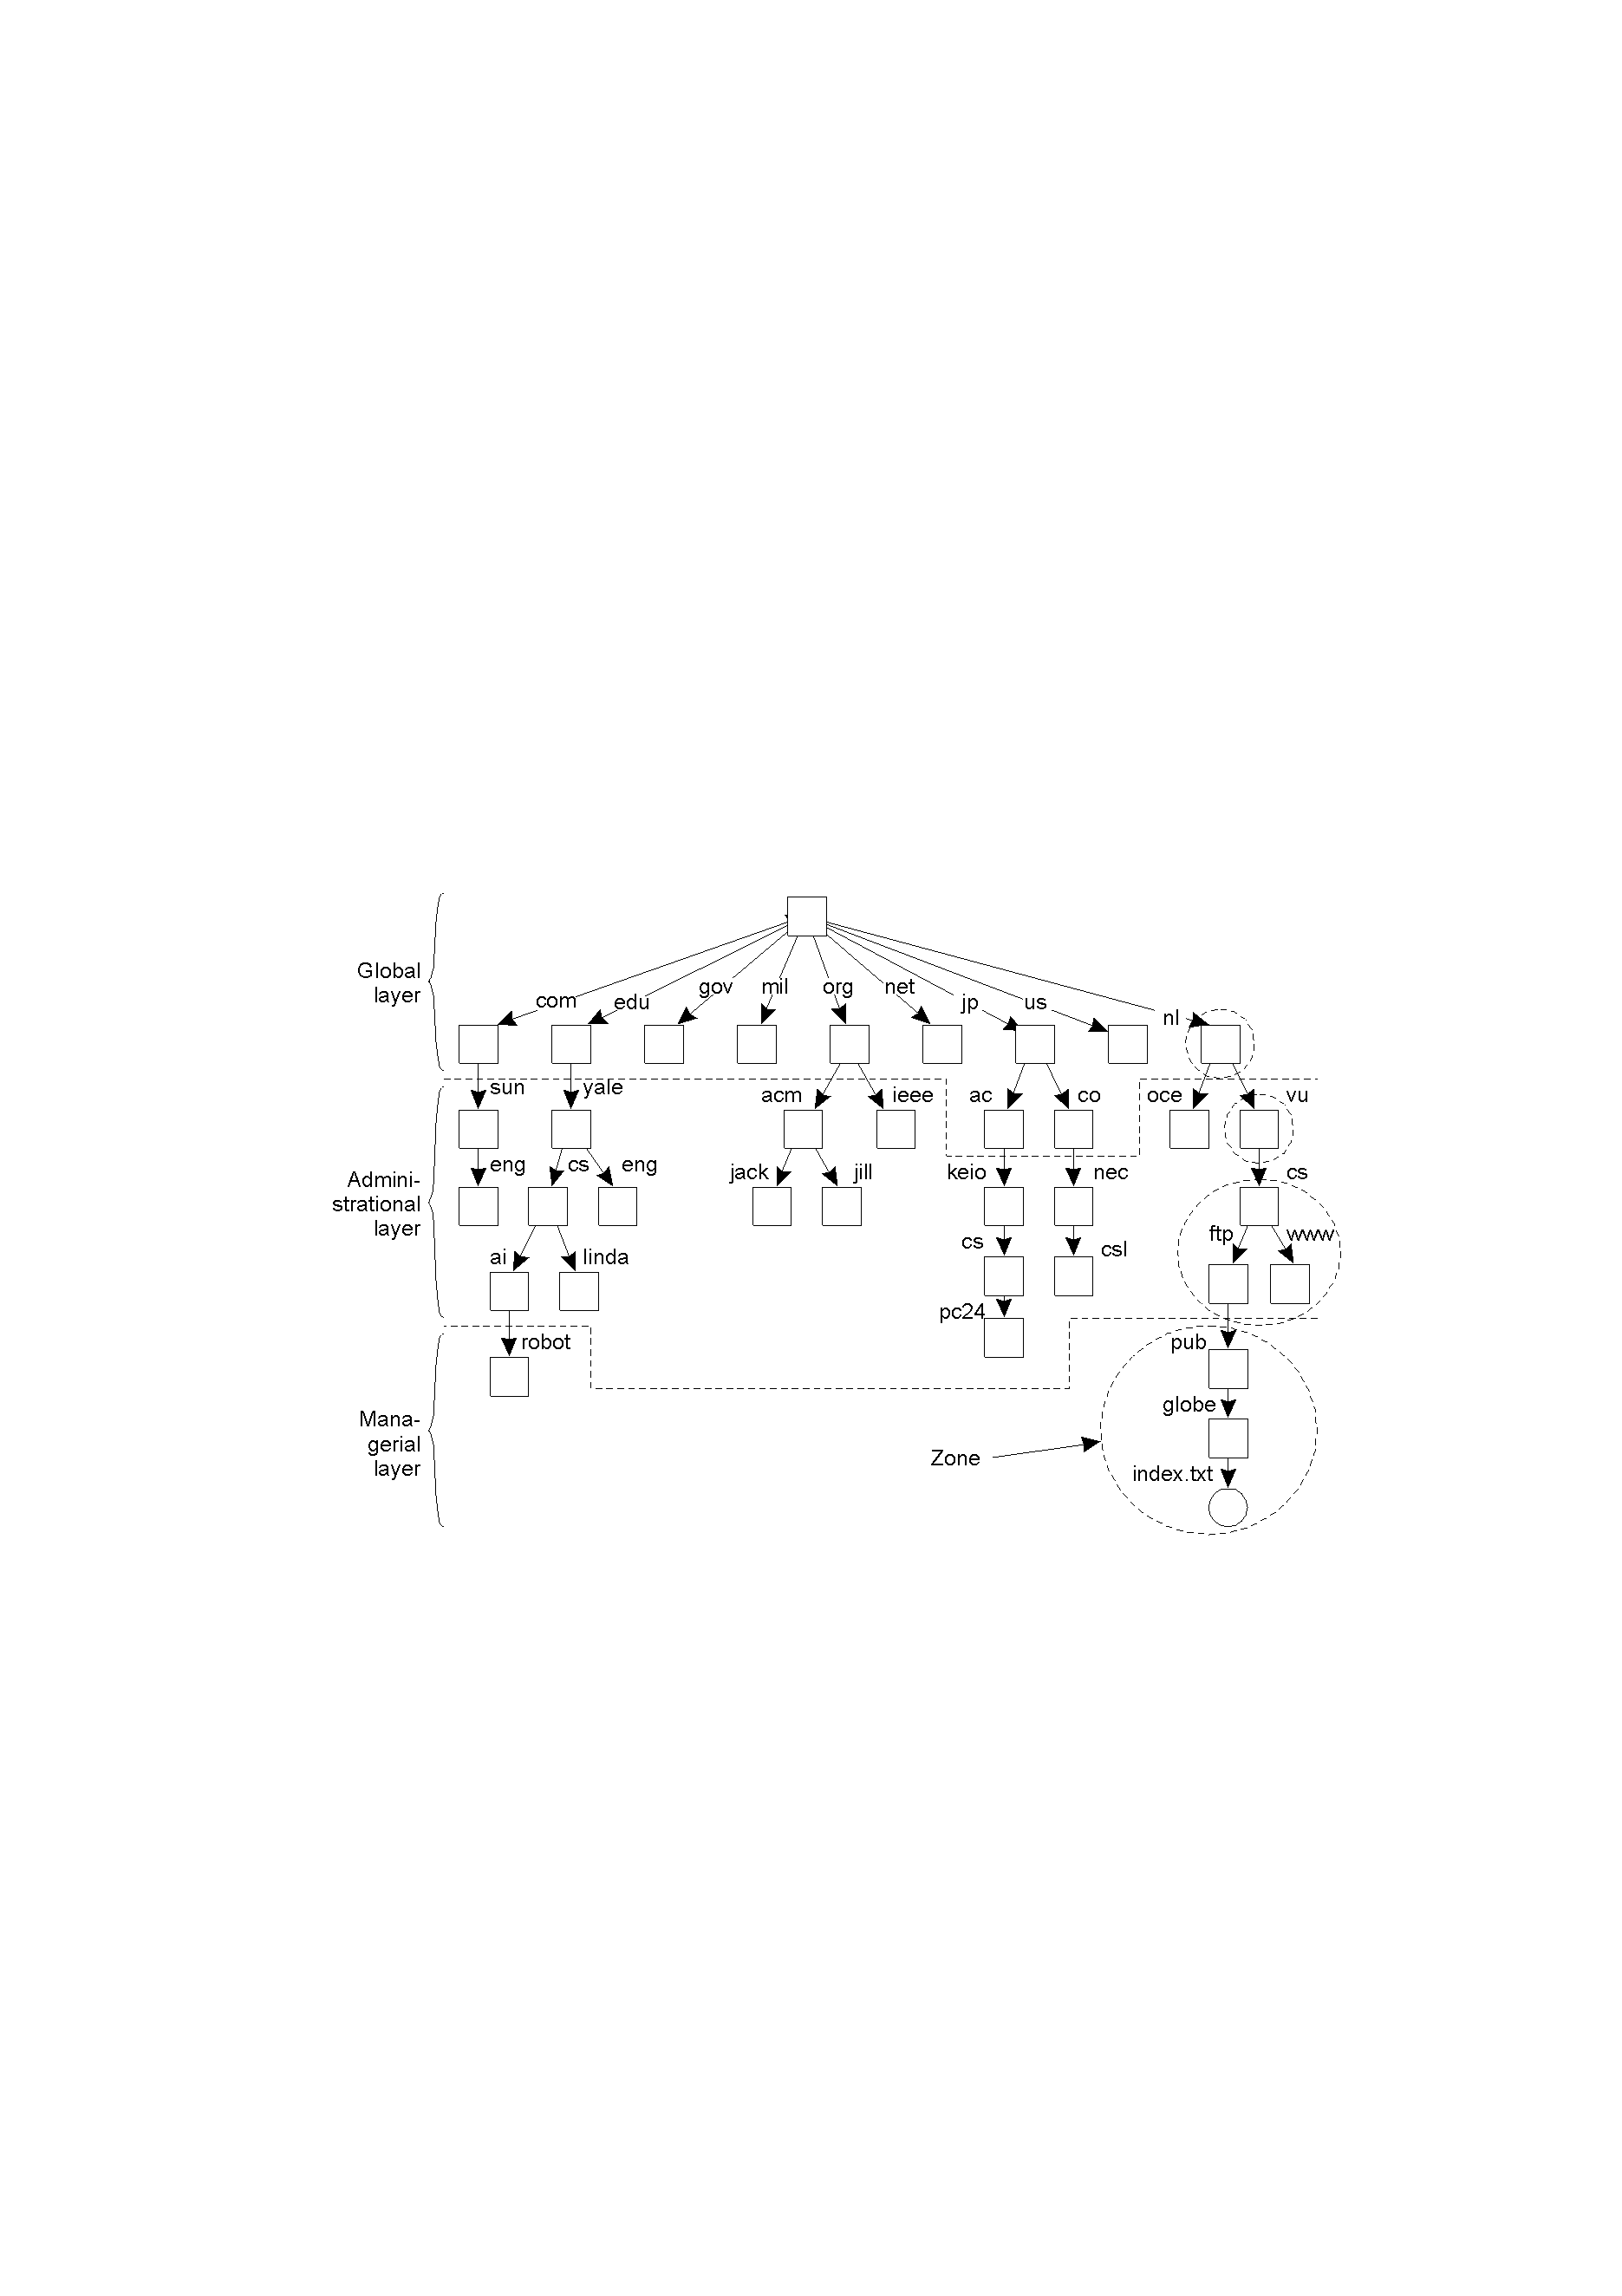 Global
layer
com
edu
gov
mil
org
net
jp
us
nl
sun
yale
acm
ieee
ac
co
oce
vu
Admini-
strational
layer
eng
cs
eng
jack
jill
keio
nec
cs
ai
linda
cs
csl
ftp
www
pc24
robot
pub
Mana-
gerial
layer
globe
Zone
index.txt